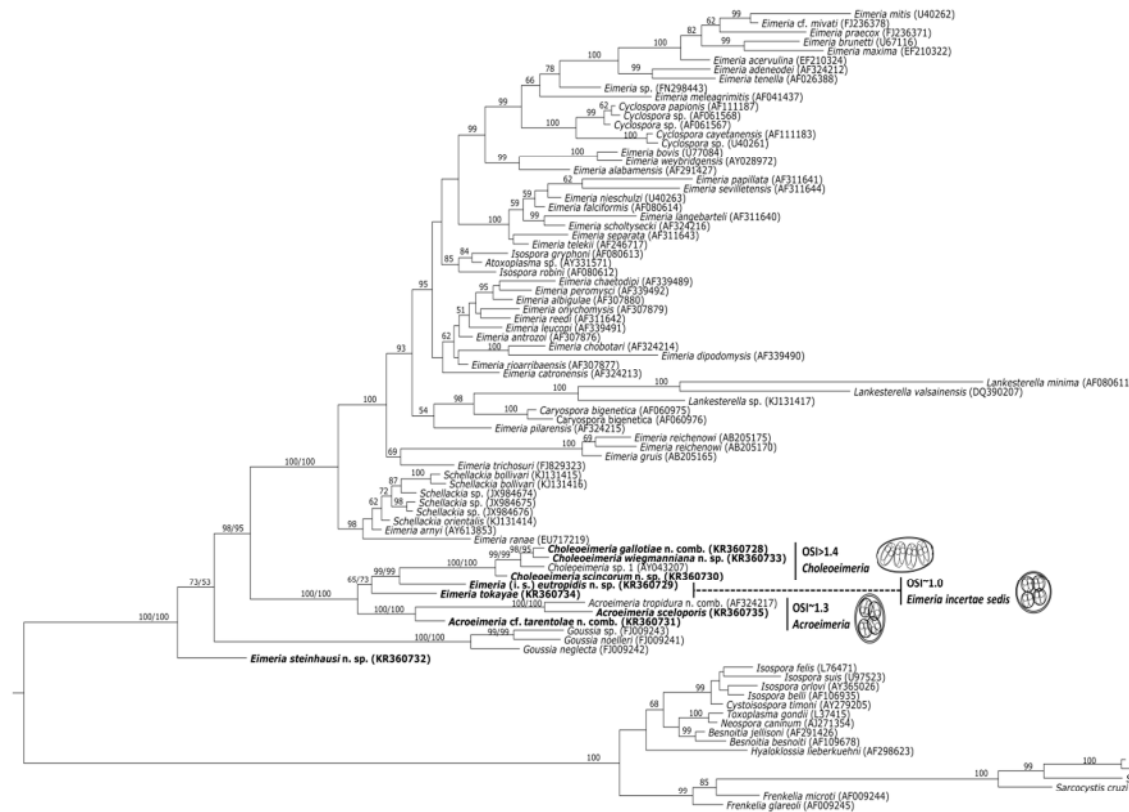 99
Eimeria mitis (U40262)
62
Eimeria cf. mivati (FJ236378)
82
Eimeria praecox (FJ236371)
99
Eimeria brunetti (U67116)
100
Eimeria maxima (EF210322)
Eimeria acervulina (EF210324)
100
Eimeria adeneodei (AF324212)
78
99
Eimeria tenella (AF026388)
66
Eimeria sp. (FN298443)
Eimeria meleagrimitis (AF041437)
99
62
Cyclospora papionis (AF111187)
99
Cyclospora sp. (AF061568)
Cyclospora sp. (AF061567)
100
Cyclospora cayetanensis (AF111183)
99
100
Cyclospora sp. (U40261)
100
Eimeria bovis (U77084)
Eimeria weybridgensis (AY028972)
99
Eimeria alabamensis (AF291427)
62
Eimeria papillata (AF311641)
Eimeria sevilletensis (AF311644)
59
Eimeria nieschulzi (U40263)
59
Eimeria falciformis (AF080614)
99
Eimeria langebarteli (AF311640)
100
Eimeria scholtysecki (AF324216)
Eimeria separata (AF311643)
Eimeria telekii (AF246717)
84
Isospora gryphoni (AF080613)
85
Atoxoplasma sp. (AY331571)
Isospora robini (AF080612)
95
Eimeria chaetodipi (AF339489)
95
Eimeria peromysci (AF339492)
Eimeria albigulae (AF307880)
51
Eimeria onychomysis (AF307879)
Eimeria reedi (AF311642)
Eimeria leucopi (AF339491)
62
Eimeria antrozoi (AF307876)
100
Eimeria chobotari (AF324214)
93
Eimeria dipodomysis (AF339490)
Eimeria rioarribaensis (AF307877)
Eimeria catronensis (AF324213)
100
Lankesterella minima (AF080611
100
98
Lankesterella valsainensis (DQ390207)
Lankesterella sp. (KJ131417)
54
100
Caryospora bigenetica (AF060975)
Caryospora bigenetica (AF060976)
Eimeria pilarensis (AF324215)
69
Eimeria reichenowi (AB205175)
100
Eimeria reichenowi (AB205170)
69
Eimeria gruis (AB205165)
100/100
Eimeria trichosuri (FJ829323)
100
Schellackia bollivari (KJ131415)
87
Schellackia bollivari (KJ131416)
72
Schellackia sp. (JX984674)
62
98
Schellackia sp. (JX984675)
Schellackia sp. (JX984676)
Schellackia orientalis (KJ131414)
98
Eimeria arnyi (AY613853)
98/95
Eimeria ranae (EU717219)
98/95
Choleoeimeria gallotiae n. comb. (KR360728)
99/99
Choleoeimeria wiegmanniana n. sp. (KR360733)
OSI>1.4
Choleoeimeria
100/100
Choleoeimeria sp. 1 (AY043207)
99/99
Choleoeimeria scincorum n. sp. (KR360730)
73/53
65/73
Eimeria (i. s.) eutropidis n. sp. (KR360729)
OSI~1.0
Eimeria incertae sedis
Eimeria tokayae (KR360734)
100/100
100/100
Acroeimeria tropidura n. comb. (AF324217)
Acroeimeria sceloporis (KR360735)
OSI~1.3
Acroeimeria
100/100
Acroeimeria cf. tarentolae n. comb. (KR360731)
99/99
Goussia sp. (FJ009243)
100/100
Goussia noelleri (FJ009241)
Goussia neglecta (FJ009242)
Eimeria steinhausi n. sp. (KR360732)
Isospora felis (L76471)
Isospora suis (U97523)
99
Isospora orlovi (AY365026)
Isospora belli (AF106935)
68
Cystoisospora timoni (AY279205)
100
Toxoplasma gondii (L37415)
Neospora caninum (AJ271354)
99
Besnoitia jellisoni (AF291426)
Besnoitia besnoiti (AF109678)
100
Hyaloklossia lieberkuehni (AF298623)
100
99
100
Sarcocystis cruzi
85
99
Frenkelia microti (AF009244)
Frenkelia glareoli (AF009245)